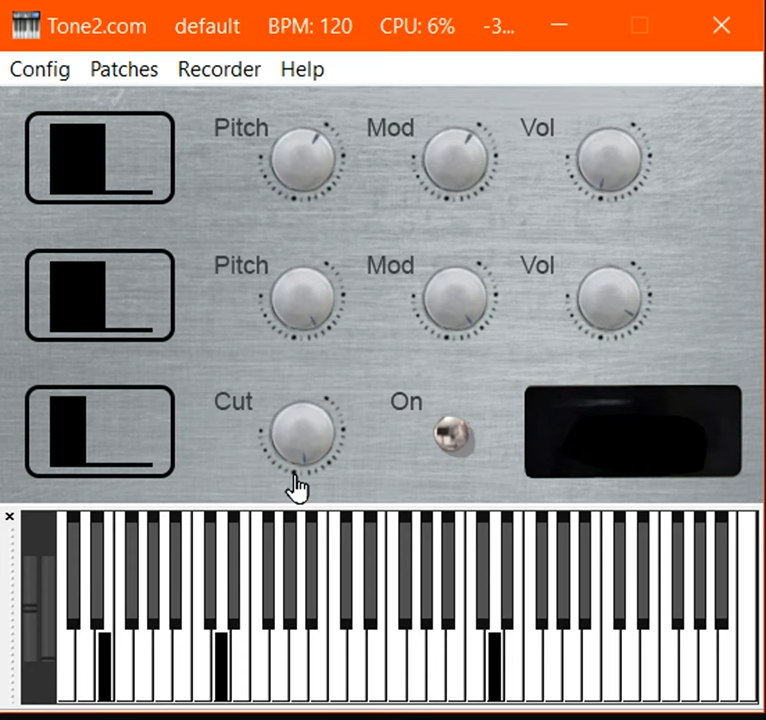 Tone2.com default BPM: 120 CPU: 6% -3...
Config Patches Recorder Help
Pitch Mod Vol
Pitch Mod Vol
Cut On